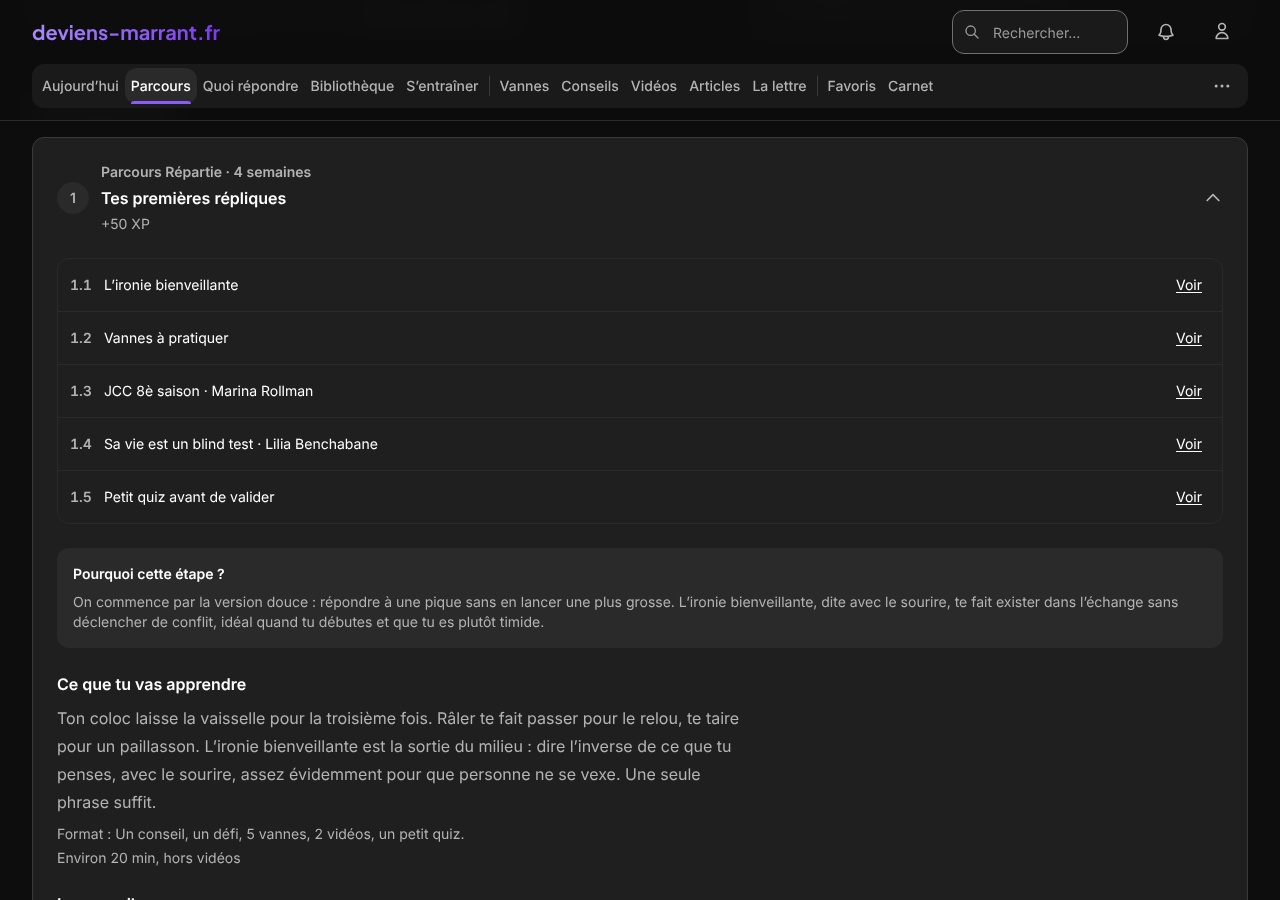 deviens-marrant.fr
Rechercher...
Aujourd’hui Parcours Quoi répondre Bibliothèque S’entraîner Vannes Conseils Vidéos Articles La lettre Favoris Carnet
Parcours Répartie · 4 semaines
1
Tes premières répliques
+50 XP
1.1 L’ironie bienveillante Voir
1.2 Vannes à pratiquer Voir
1.3 JCC 8è saison · Marina Rollman Voir
1.4 Sa vie est un blind test · Lilia Benchabane Voir
1.5 Petit quiz avant de valider Voir
Pourquoi cette étape ?
On commence par la version douce : répondre à une pique sans en lancer une plus grosse. L’ironie bienveillante, dite avec le sourire, te fait exister dans l’échange sans
déclencher de conflit, idéal quand tu débutes et que tu es plutôt timide.
Ce que tu vas apprendre
Ton coloc laisse la vaisselle pour la troisième fois. Râler te fait passer pour le relou, te taire
pour un paillasson. L’ironie bienveillante est la sortie du milieu : dire l’inverse de ce que tu
penses, avec le sourire, assez évidemment pour que personne ne se vexe. Une seule
phrase suffit.
Format : Un conseil, un défi, 5 vannes, 2 vidéos, un petit quiz.
Environ 20 min, hors vidéos